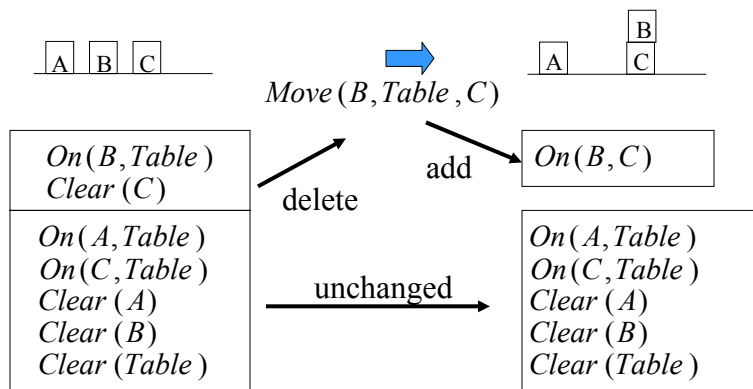 A B C
B
A C
Move(B,Table,C)
On(B,Table)
Clear(C)
delete
add
On(B,C)
On(A,Table)
On(C,Table)
Clear(A)
Clear(B)
Clear(Table)
unchanged
On(A,Table)
On(C,Table)
Clear(A)
Clear(B)
Clear(Table)